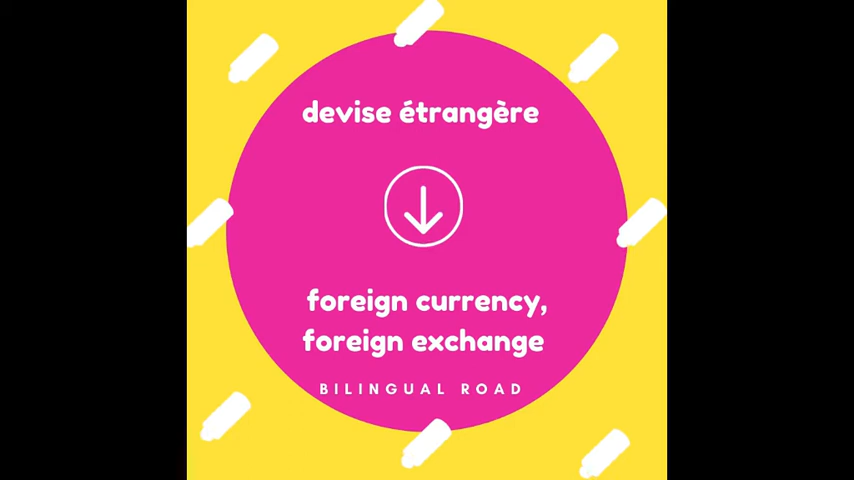 devise étrangère
foreign currency,
foreign exchange
BILINGUAL ROAD